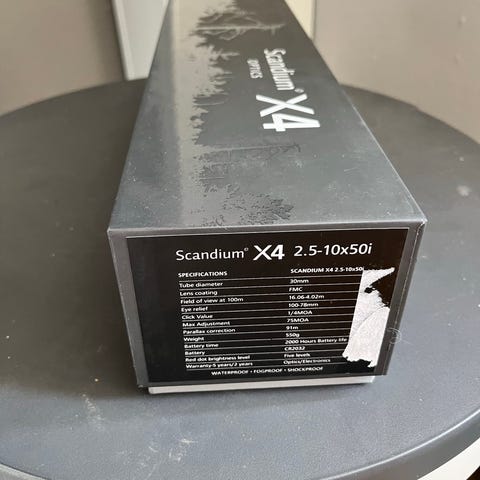 Scandium®
OPTICS
X4
Scandium® X4 2.5-10x50i
SPECIFICATIONS SCANDIUM X4 2.5-10x50i
Tube diameter 30mm
Lens coating FMC
Field of view at 100m 16.06-4.02m
Eye relief 100-78mm
Click Value 1/4MOA
Max Adjustment 75MOA
Parallax correction 91m
Weight 550g
Battery time 2000 Hours Battery life
Battery CR2032
Red dot brightness level Five levels
Warranty-5 years/2 years Optics/Electronics
WATERPROOF • FOGPROOF • SHOCKPROOF